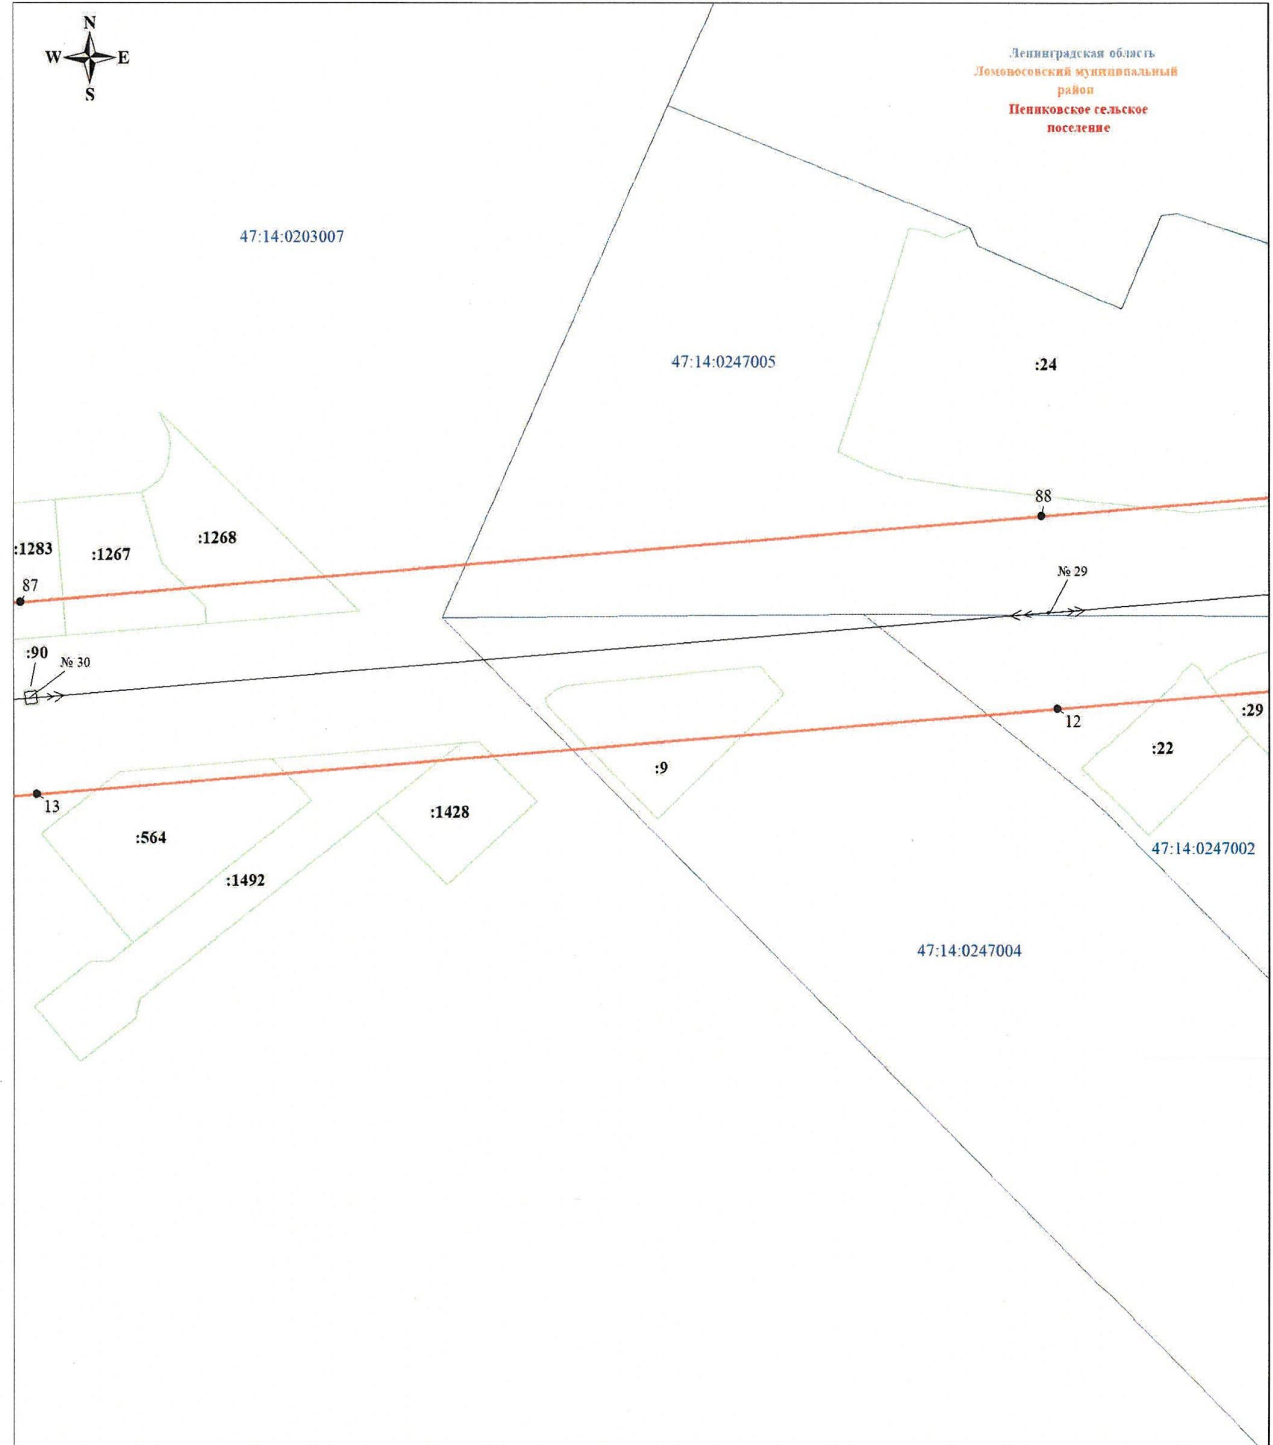 N
W E
S
Ленинградская область
Ломоносовский муниципальный
район
Пениковское сельское
поселение
47:14:0203007
47:14:0247005
:24
88
:1283
:1267
:1268
87
№ 29
:90
№ 30
:29
12
:22
:9
13
:1428
:564
47:14:0247002
:1492
47:14:0247004